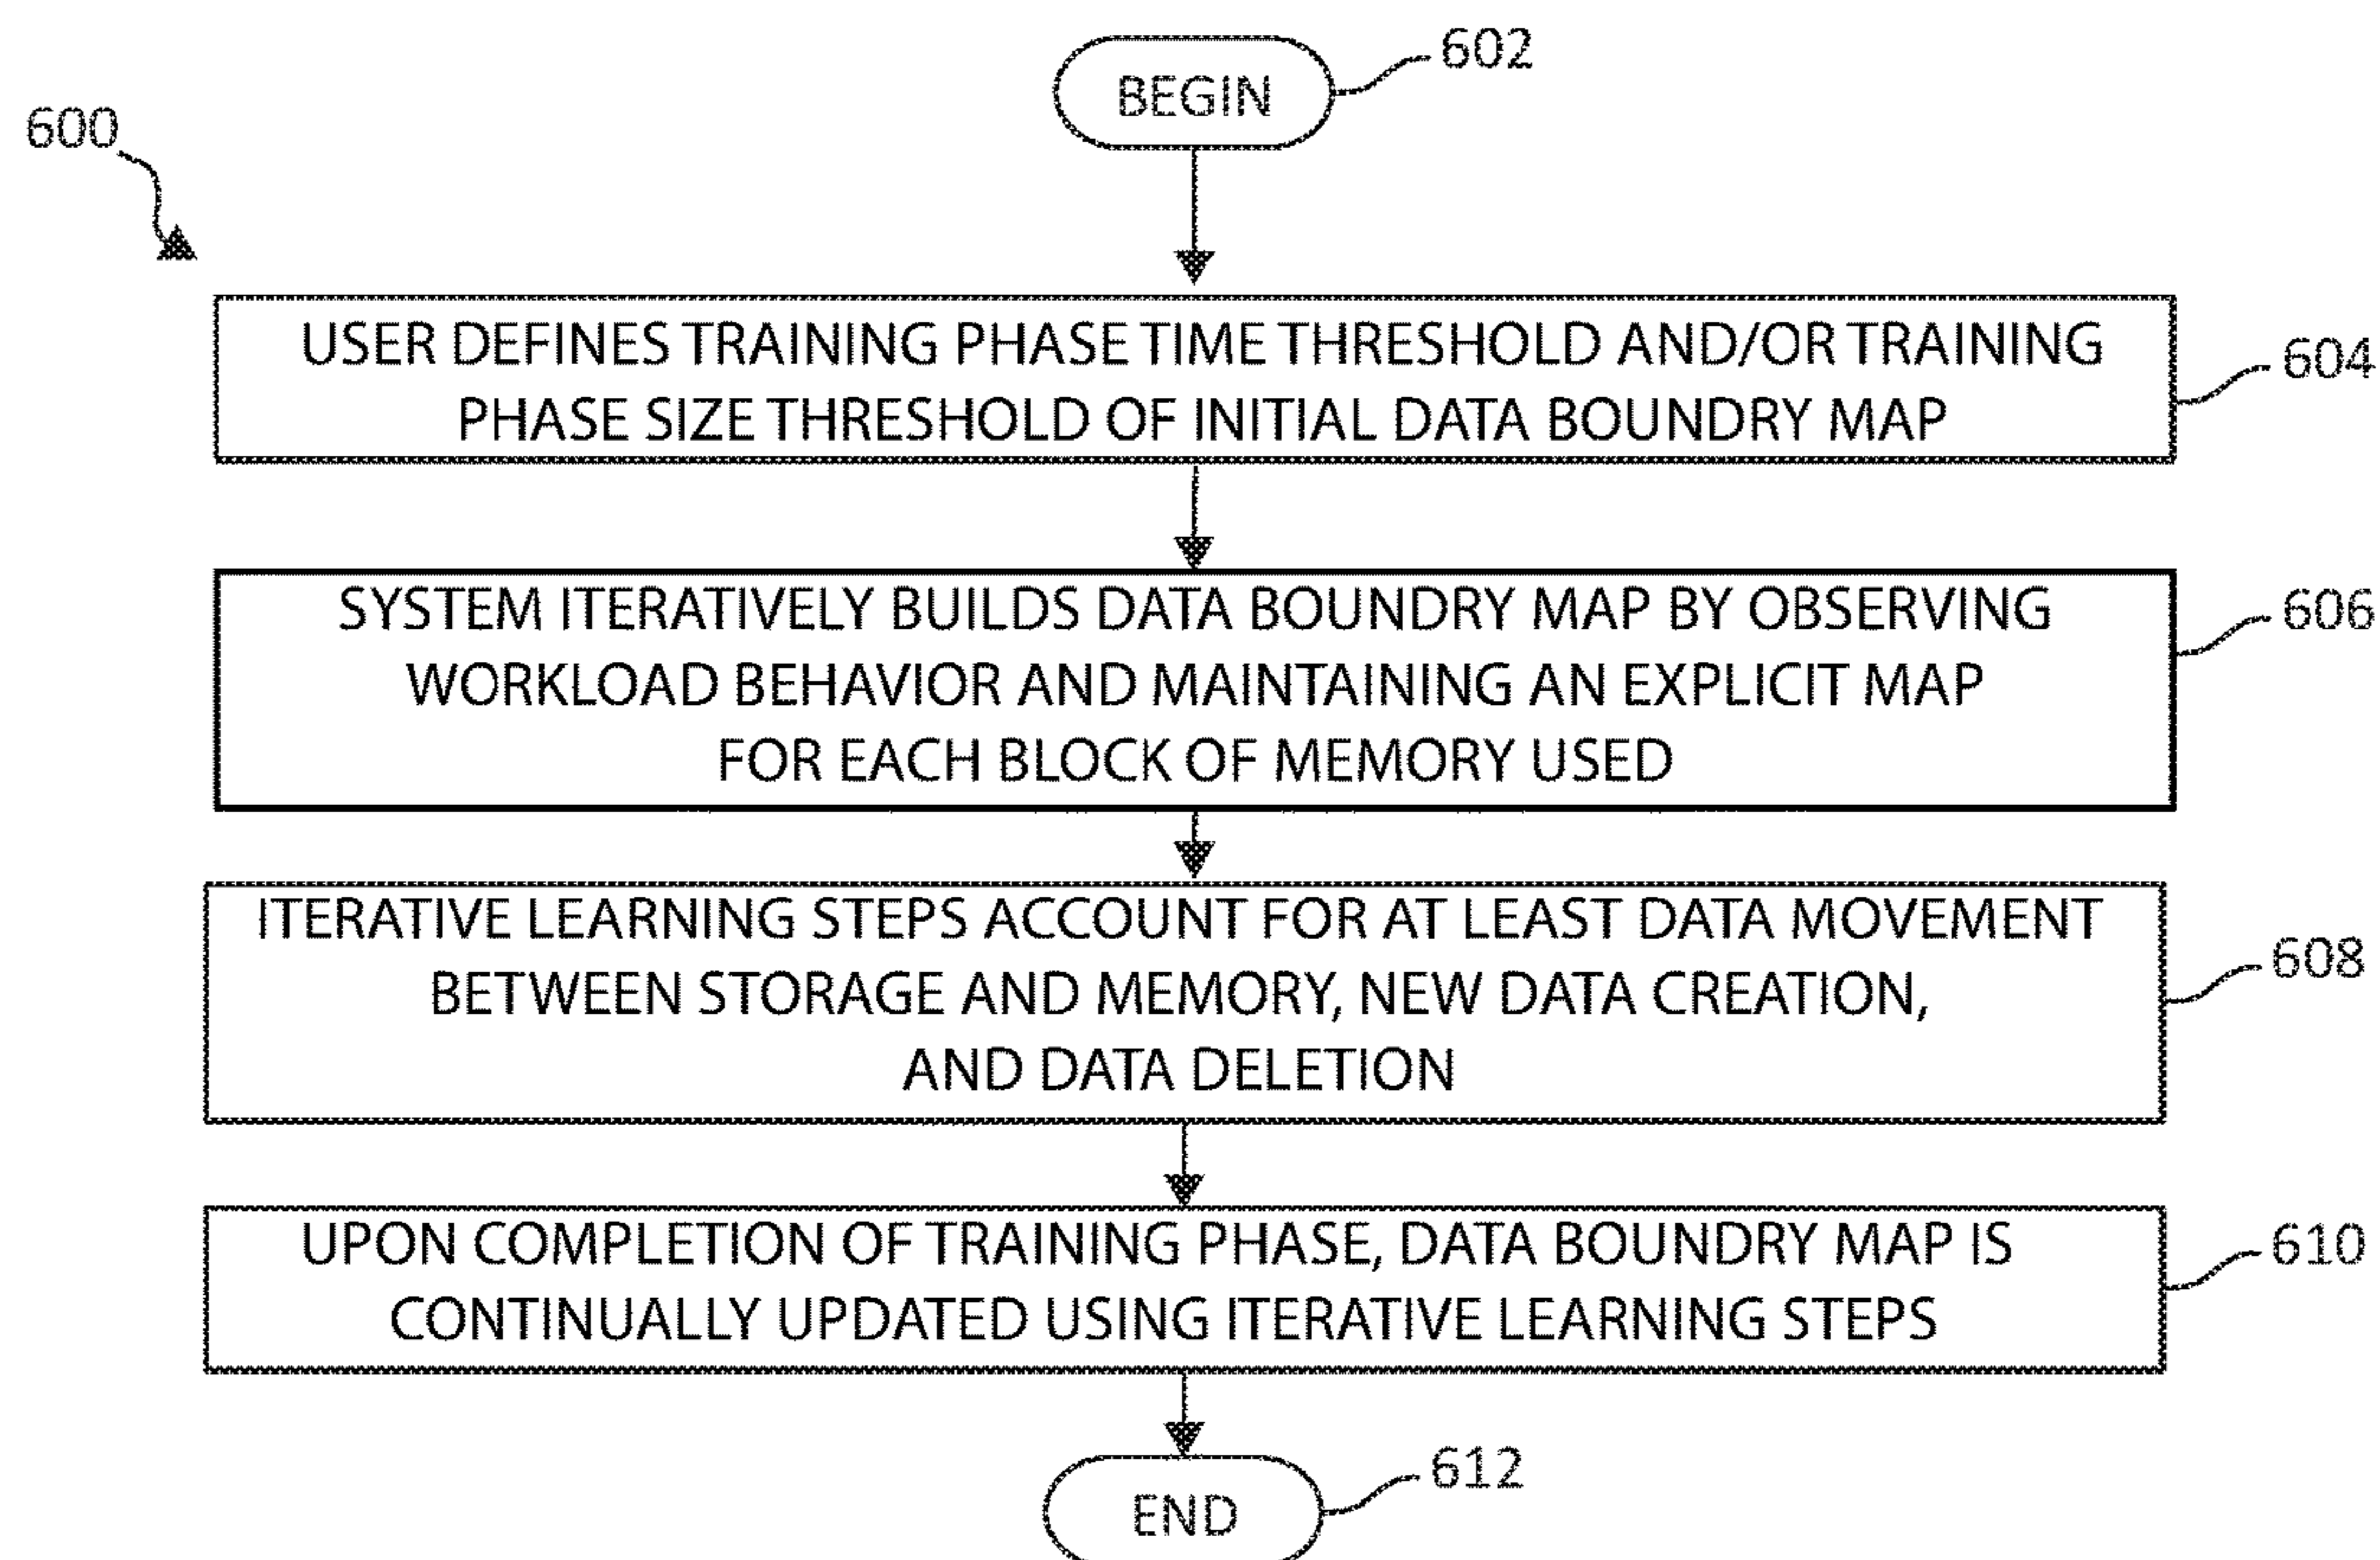 602
BEGIN
600
USER DEFINES TRAINING PHASE TIME THRESHOLD AND/OR TRAINING
PHASE SIZE THRESHOLD OF INITIAL DATA BOUNDRY MAP
604
SYSTEM ITERATIVELY BUILDS DATA BOUNDRY MAP BY OBSERVING
WORKLOAD BEHAVIOR AND MAINTAINING AN EXPLICIT MAP
FOR EACH BLOCK OF MEMORY USED
606
ITERATIVE LEARNING STEPS ACCOUNT FOR AT LEAST DATA MOVEMENT
BETWEEN STORAGE AND MEMORY, NEW DATA CREATION,
AND DATA DELETION
608
UPON COMPLETION OF TRAINING PHASE, DATA BOUNDRY MAP IS
CONTINUALLY UPDATED USING ITERATIVE LEARNING STEPS
610
612
END